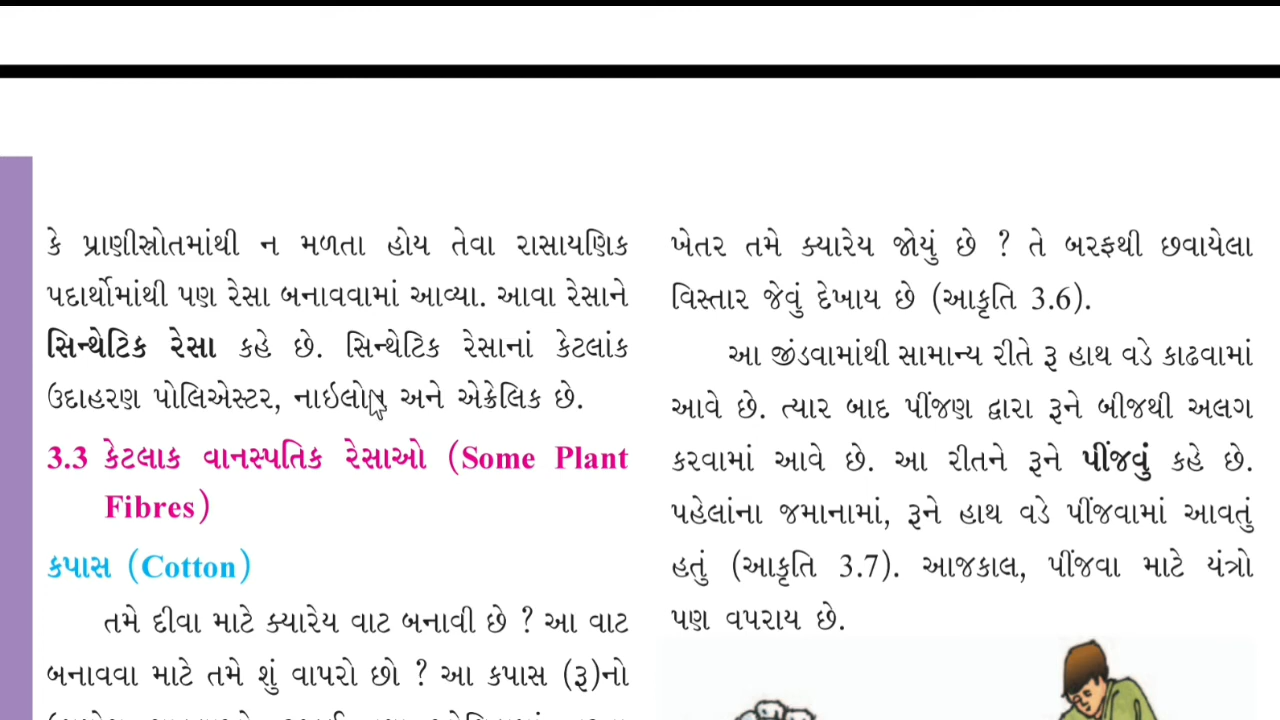 કે પ્રાણીસ્રોતમાંથી ન મળતા હોય તેવા રાસાયણિક
પદાર્થોમાંથી પણ રેસા બનાવવામાં આવ્યા. આવા રેસાને
સિન્થેટિક રેસા કહે છે. સિન્થેટિક રેસાનાં કેટલાંક
ઉદાહરણ પોલિએસ્ટર, નાઇલોન અને એક્રેલિક છે.
3.3 કેટલાક વાનસ્પતિક રેસાઓ (Some Plant
Fibres)
કપાસ (Cotton)
તમે દીવા માટે ક્યારેય વાટ બનાવી છે ? આ વાટ
બનાવવા માટે તમે શું વાપરો છો ? આ કપાસ (રૂ)નો
ખેતર તમે ક્યારેય જોયું છે ? તે બરફથી છવાયેલા
વિસ્તાર જેવું દેખાય છે (આકૃતિ 3.6).
આ જીંડવામાંથી સામાન્ય રીતે રૂ હાથ વડે કાઢવામાં
આવે છે. ત્યાર બાદ પીંજણ દ્વારા રૂને બીજથી અલગ
કરવામાં આવે છે. આ રીતને રૂને પીંજવું કહે છે.
પહેલાંના જમાનામાં, રૂને હાથ વડે પીંજવામાં આવતું
હતું (આકૃતિ 3.7). આજકાલ, પીંજવા માટે યંત્રો
પણ વપરાય છે.